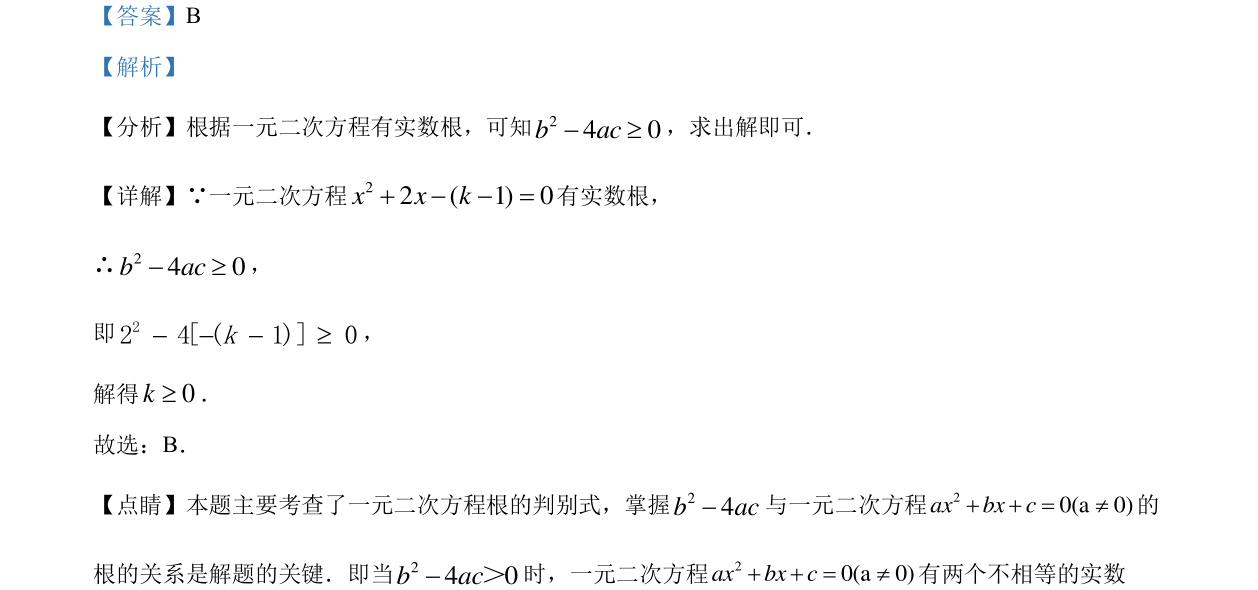 【答案】B
【解析】
【分析】根据一元二次方程有实数根，可知b² − 4ac ≥ 0，求出解即可．
【详解】∵一元二次方程x² + 2x − (k − 1) = 0有实数根，
∴b² − 4ac ≥ 0，
即2² − 4[−(k − 1)] ≥ 0，
解得k ≥ 0．
故选：B．
【点睛】本题主要考查了一元二次方程根的判别式，掌握b² − 4ac 与一元二次方程ax² + bx + c = 0(a ≠ 0)的
根的关系是解题的关键．即当b² − 4ac＞0时，一元二次方程ax² + bx + c = 0(a ≠ 0)有两个不相等的实数